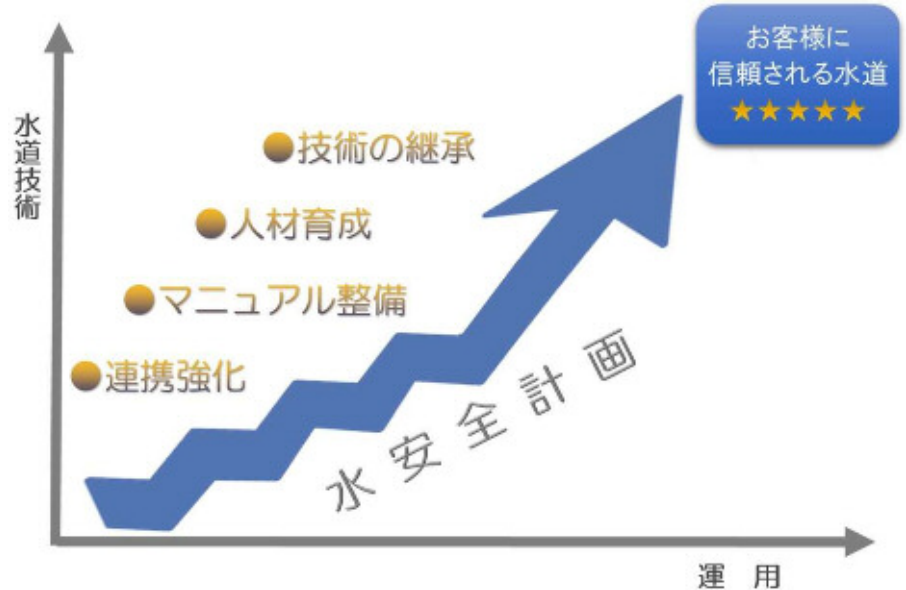 お客様に
信頼される水道
★★★★★
水道技術
●技術の継承
●人材育成
●マニュアル整備
●連携強化
水安全計画
運 用